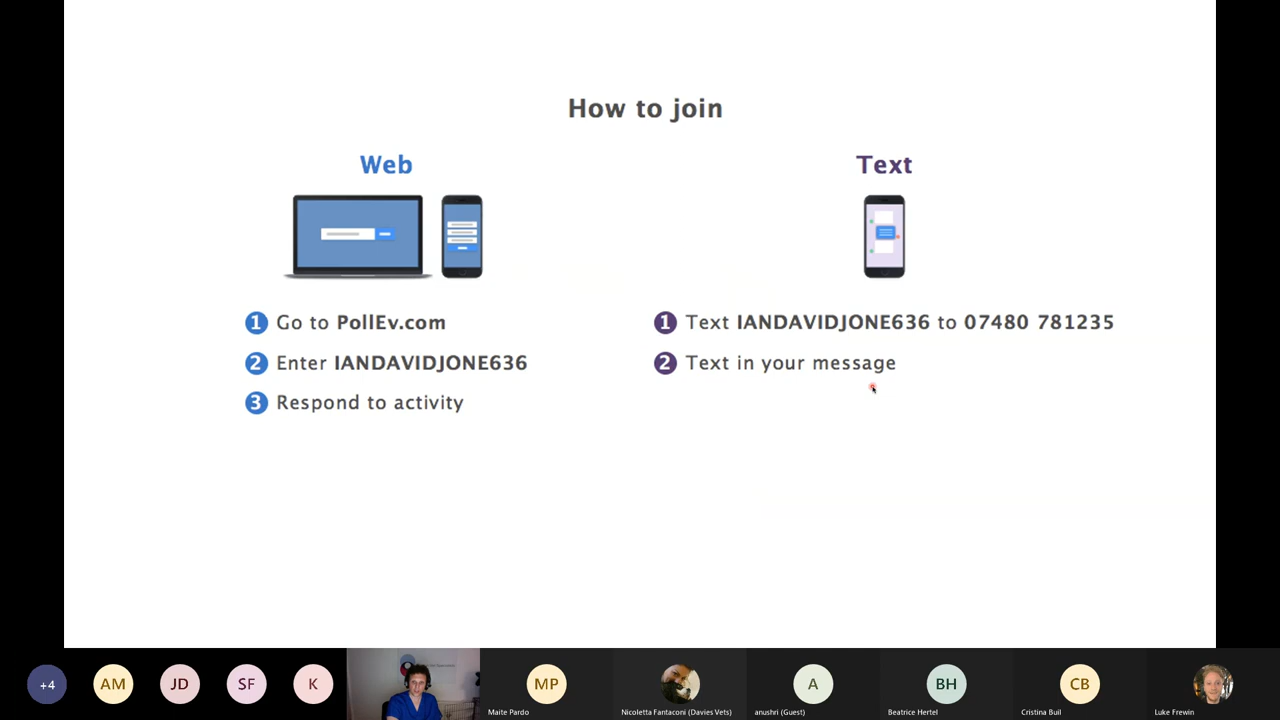 How to join
Web
Text
1 Go to PollEv.com
2 Enter IANDAVIDJONE636
3 Respond to activity
1 Text IANDAVIDJONE636 to 07480 781235
2 Text in your message
+4
AM
JD
SF
K
MP
Maite Pardo
Nicoletta Fantaconi (Davies Vets)
A
anushri (Guest)
BH
Beatrice Hertel
CB
Cristina Buil
Luke Frewin